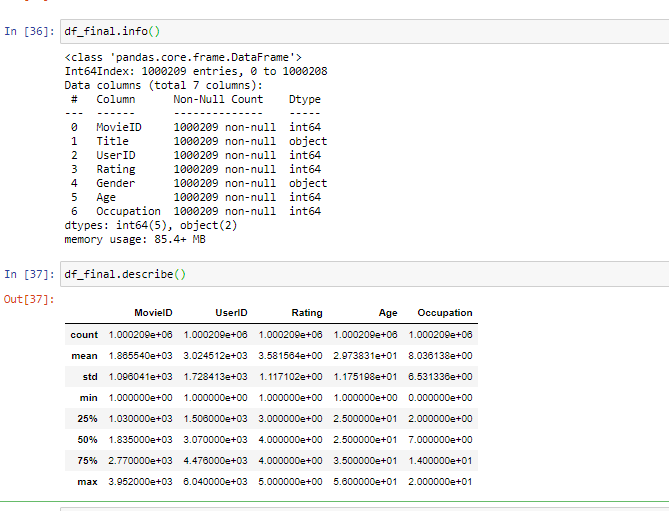 In [36]: df_final.info()
<class 'pandas.core.frame.DataFrame'>
Int64Index: 1000209 entries, 0 to 1000208
Data columns (total 7 columns):
 #   Column      Non-Null Count    Dtype
---  ------      --------------    -----
 0   MovieID     1000209 non-null  int64
 1   Title       1000209 non-null  object
 2   UserID      1000209 non-null  int64
 3   Rating      1000209 non-null  int64
 4   Gender      1000209 non-null  object
 5   Age         1000209 non-null  int64
 6   Occupation  1000209 non-null  int64
dtypes: int64(5), object(2)
memory usage: 85.4+ MB
In [37]: df_final.describe()
Out[37]:
MovieID UserID Rating Age Occupation
count 1.000209e+06 1.000209e+06 1.000209e+06 1.000209e+06 1.000209e+06
mean 1.865540e+03 3.024512e+03 3.581564e+00 2.973831e+01 8.036138e+00
std 1.096041e+03 1.728413e+03 1.117102e+00 1.175198e+01 6.531336e+00
min 1.000000e+00 1.000000e+00 1.000000e+00 1.000000e+00 0.000000e+00
25% 1.030000e+03 1.506000e+03 3.000000e+00 2.500000e+01 2.000000e+00
50% 1.835000e+03 3.070000e+03 4.000000e+00 2.500000e+01 7.000000e+00
75% 2.770000e+03 4.476000e+03 4.000000e+00 3.500000e+01 1.400000e+01
max 3.952000e+03 6.040000e+03 5.000000e+00 5.600000e+01 2.000000e+01